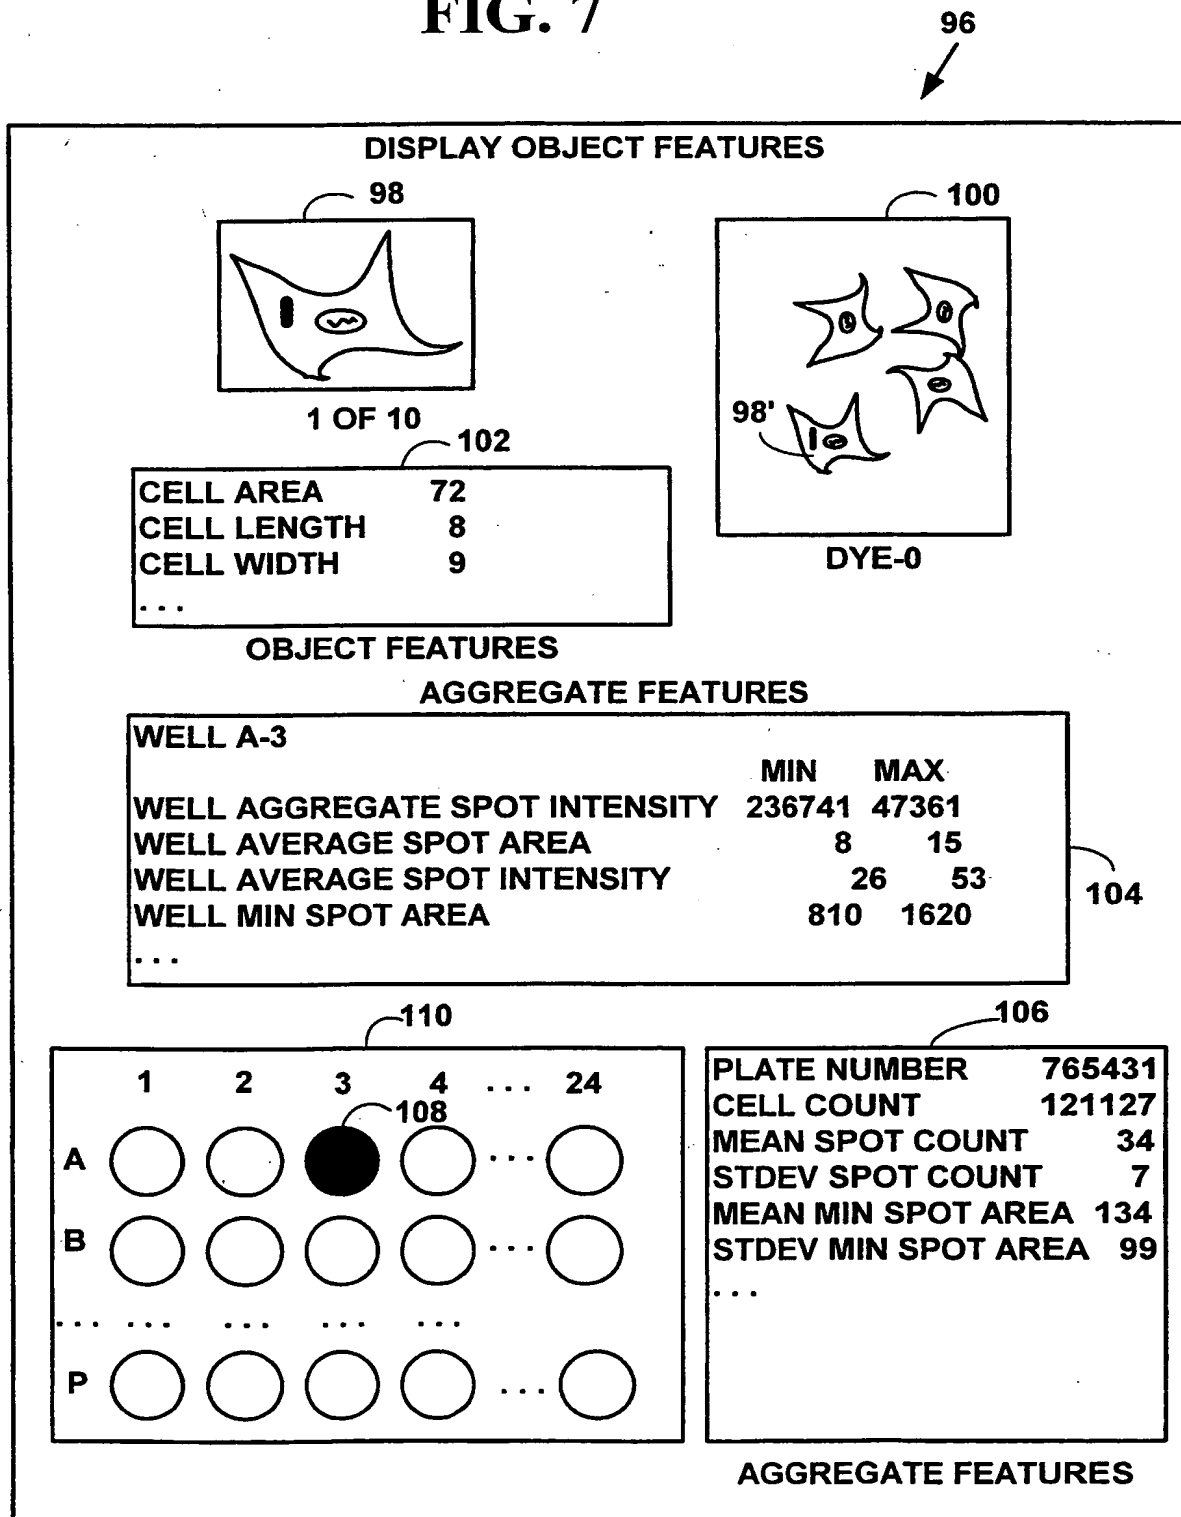 FIG. 7
96
DISPLAY OBJECT FEATURES
98
100
1 OF 10
98'
102
CELL AREA 72
CELL LENGTH 8
CELL WIDTH 9
. . .
DYE-0
OBJECT FEATURES
AGGREGATE FEATURES
WELL A-3
MIN MAX
WELL AGGREGATE SPOT INTENSITY 236741 47361
WELL AVERAGE SPOT AREA 8 15
WELL AVERAGE SPOT INTENSITY 26 53
WELL MIN SPOT AREA 810 1620
. . .
104
110
1 2 3 4 . . . 24
108
A . . .
B . . .
. . . . . . . . . . . . . . .
P . . .
106
PLATE NUMBER 765431
CELL COUNT 121127
MEAN SPOT COUNT 34
STDEV SPOT COUNT 7
MEAN MIN SPOT AREA 134
STDEV MIN SPOT AREA 99
. . .
AGGREGATE FEATURES